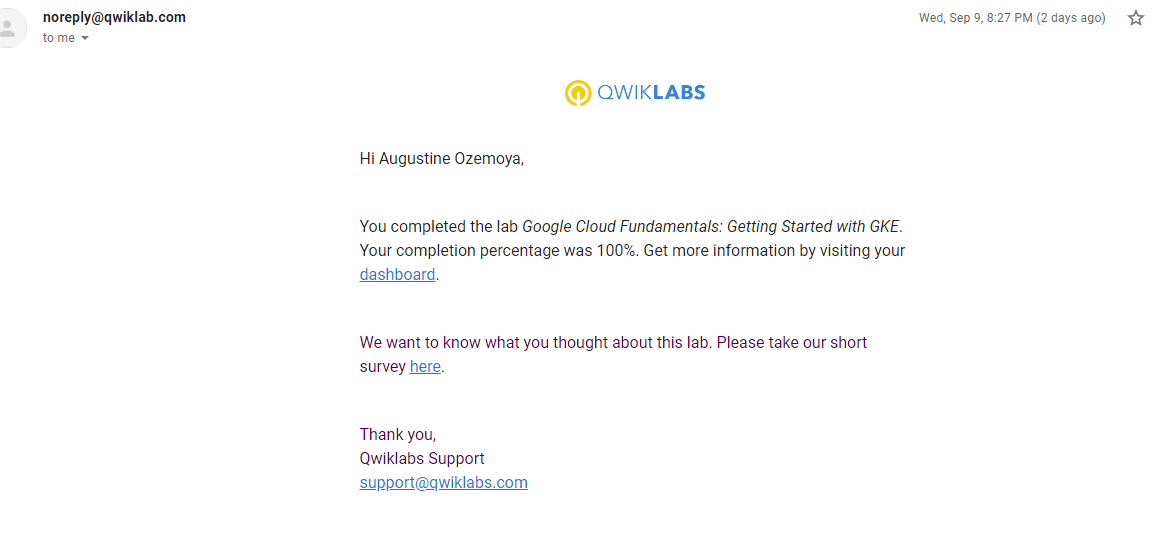 noreply@qwiklab.com
Wed, Sep 9, 8:27 PM (2 days ago)
to me
QWIKLABS
Hi Augustine Ozemoya,
You completed the lab Google Cloud Fundamentals: Getting Started with GKE.
Your completion percentage was 100%. Get more information by visiting your
dashboard.
We want to know what you thought about this lab. Please take our short
survey here.
Thank you,
Qwiklabs Support
support@qwiklabs.com